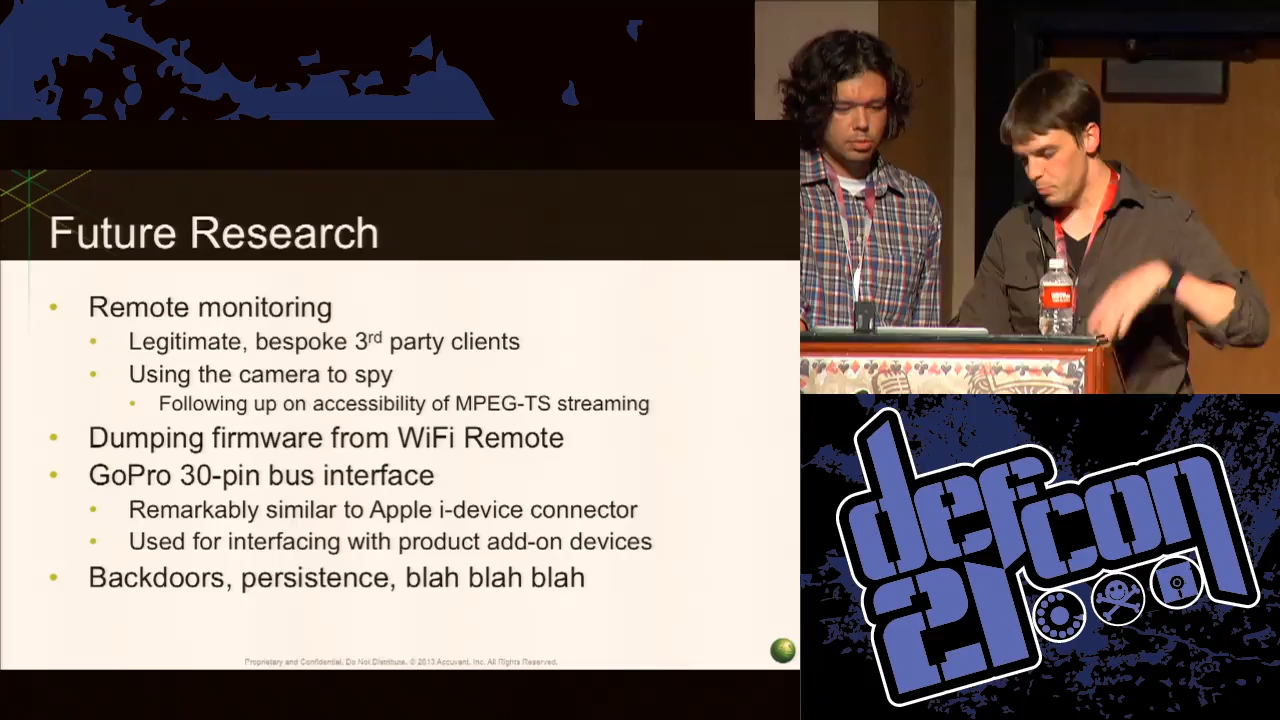 Future Research
Remote monitoring
Legitimate, bespoke 3rd party clients
Using the camera to spy
Following up on accessibility of MPEG-TS streaming
Dumping firmware from WiFi Remote
GoPro 30-pin bus interface
Remarkably similar to Apple i-device connector
Used for interfacing with product add-on devices
Backdoors, persistence, blah blah blah
Proprietary and Confidential. Do Not Distribute. © 2013 Accuvant, Inc. All Rights Reserved.
defcon
21